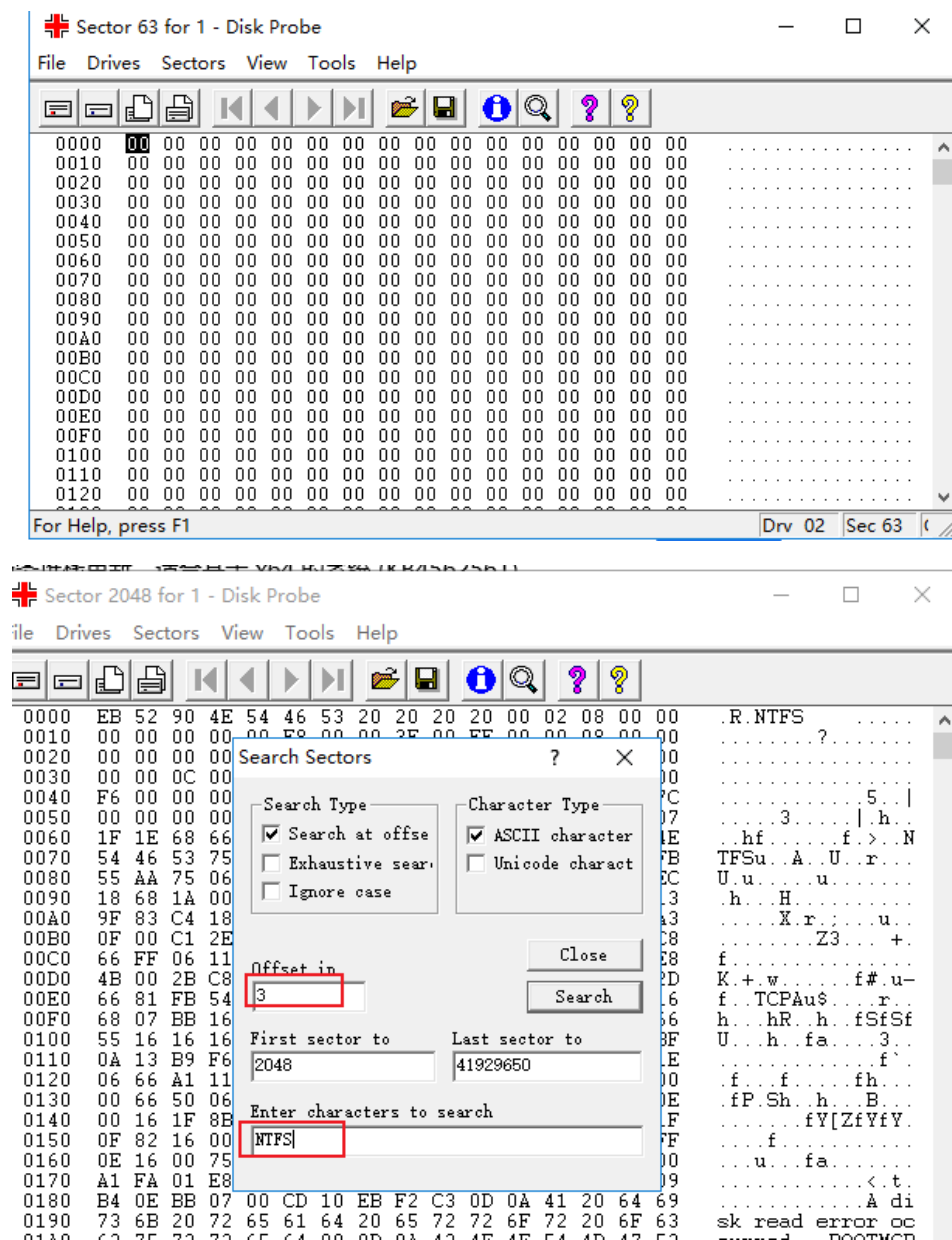 Sector 63 for 1 - Disk Probe
File Drives Sectors View Tools Help
0000 00 00 00 00 00 00 00 00 00 00 00 00 00 00 00 00 ................
0010 00 00 00 00 00 00 00 00 00 00 00 00 00 00 00 00 ................
0020 00 00 00 00 00 00 00 00 00 00 00 00 00 00 00 00 ................
0030 00 00 00 00 00 00 00 00 00 00 00 00 00 00 00 00 ................
0040 00 00 00 00 00 00 00 00 00 00 00 00 00 00 00 00 ................
0050 00 00 00 00 00 00 00 00 00 00 00 00 00 00 00 00 ................
0060 00 00 00 00 00 00 00 00 00 00 00 00 00 00 00 00 ................
0070 00 00 00 00 00 00 00 00 00 00 00 00 00 00 00 00 ................
0080 00 00 00 00 00 00 00 00 00 00 00 00 00 00 00 00 ................
0090 00 00 00 00 00 00 00 00 00 00 00 00 00 00 00 00 ................
00A0 00 00 00 00 00 00 00 00 00 00 00 00 00 00 00 00 ................
00B0 00 00 00 00 00 00 00 00 00 00 00 00 00 00 00 00 ................
00C0 00 00 00 00 00 00 00 00 00 00 00 00 00 00 00 00 ................
00D0 00 00 00 00 00 00 00 00 00 00 00 00 00 00 00 00 ................
00E0 00 00 00 00 00 00 00 00 00 00 00 00 00 00 00 00 ................
00F0 00 00 00 00 00 00 00 00 00 00 00 00 00 00 00 00 ................
0100 00 00 00 00 00 00 00 00 00 00 00 00 00 00 00 00 ................
0110 00 00 00 00 00 00 00 00 00 00 00 00 00 00 00 00 ................
0120 00 00 00 00 00 00 00 00 00 00 00 00 00 00 00 00 ................
For Help, press F1 Drv 02 Sec 63
Sector 2048 for 1 - Disk Probe
ile Drives Sectors View Tools Help
0000 EB 52 90 4E 54 46 53 20 20 20 20 00 02 08 00 00 .R.NTFS .....
0010 00 00 00 00 00 F8 00 00 3F 00 FF 00 00 08 00 00 ........?.......
0020 00 00 00 00 ................
0030 00 00 0C 00 ................
0040 F6 00 00 00 ............5..|
0050 00 00 00 00 .....3.....|.h..
0060 1F 1E 68 66 ..hf.....f.>..N
0070 54 46 53 75 TFSu..A..U..r...
0080 55 AA 75 06 U.u.....u.......
0090 18 68 1A 00 .h...H..........
00A0 9F 83 C4 18 .....X.r.;...u..
00B0 0F 00 C1 2E ........Z3... +.
00C0 66 FF 06 11 f...............
00D0 4B 00 2B C8 K.+.w......f#.u-
00E0 66 81 FB 54 f..TCPAu$....r..
00F0 68 07 BB 16 h...hR..h..fSfSf
0100 55 16 16 16 U...h..fa....3..
0110 0A 13 B9 F6 .............f`.
0120 06 66 A1 11 .f...f.....fh...
0130 00 66 50 06 .fP.Sh..h...B...
0140 00 16 1F 8B .......fY[ZfYfY.
0150 0F 82 16 00 ....f...........
0160 0E 16 00 75 ...u...fa.......
0170 A1 FA 01 E8 .............<.t.
0180 B4 0E BB 07 00 CD 10 EB F2 C3 0D 0A 41 20 64 69 ............A di
0190 73 6B 20 72 65 61 64 20 65 72 72 6F 72 20 6F 63 sk read error oc
Search Sectors ? ×
Search Type
Search at offse
Exhaustive sear
Ignore case
Character Type
ASCII character
Unicode charact
Offset in
3
Close
Search
First sector to
2048
Last sector to
41929650
Enter characters to search
NTFS